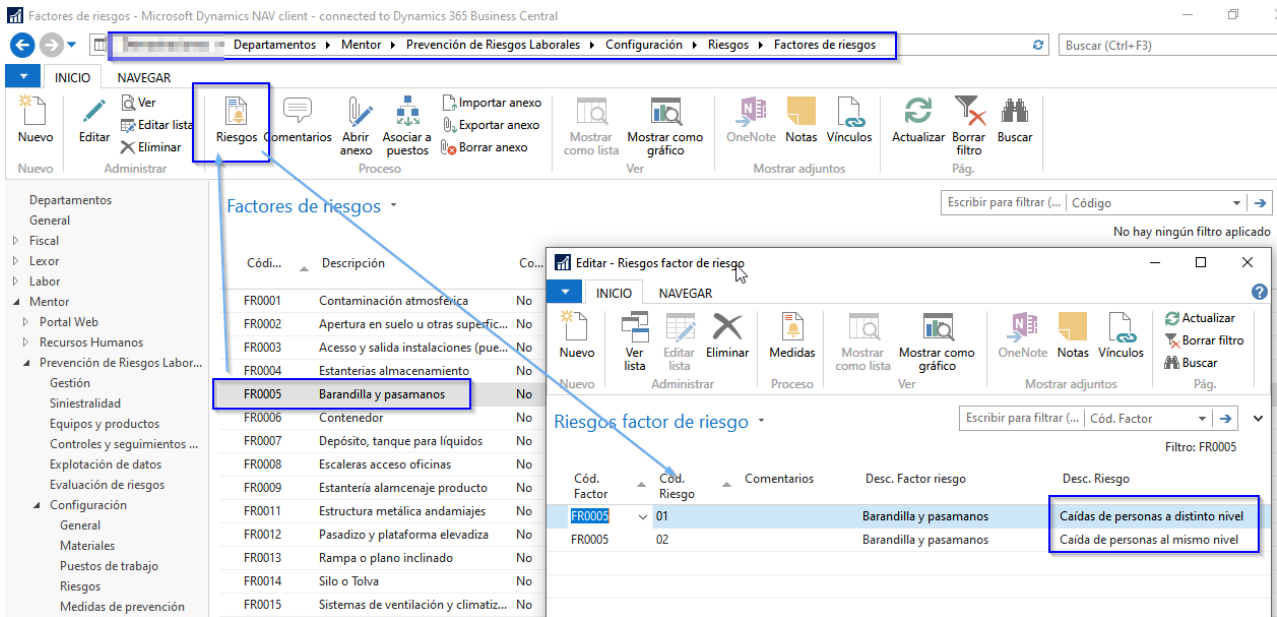 Factores de riesgos - Microsoft Dynamics NAV client - connected to Dynamics 365 Business Central
Departamentos ▸ Mentor ▸ Prevención de Riesgos Laborales ▸ Configuración ▸ Riesgos ▸ Factores de riesgos
Buscar (Ctrl+F3)
INICIO NAVEGAR
Nuevo
Editar
Ver
Editar lista
Eliminar
Riesgos
Comentarios
Abrir anexo
Asociar a puestos
Importar anexo
Exportar anexo
Borrar anexo
Mostrar como lista
Mostrar como gráfico
OneNote
Notas
Vínculos
Actualizar
Borrar filtro
Buscar
Nuevo Administrar Proceso Ver Mostrar adjuntos Pág.
Departamentos
General
Fiscal
Lexor
Labor
Mentor
Portal Web
Recursos Humanos
Prevención de Riesgos Labor...
Gestión
Siniestralidad
Equipos y productos
Controles y seguimientos ...
Explotación de datos
Evaluación de riesgos
Configuración
General
Materiales
Puestos de trabajo
Riesgos
Medidas de prevención
Factores de riesgos
Escribir para filtrar (... Código
No hay ningún filtro aplicado
Códi... Descripción Co...
FR0001 Contaminación atmosférica No
FR0002 Apertura en suelo u otras superfic... No
FR0003 Acesso y salida instalaciones (pue... No
FR0004 Estanterias almacenamiento No
FR0005 Barandilla y pasamanos No
FR0006 Contenedor No
FR0007 Depósito, tanque para líquidos No
FR0008 Escaleras acceso oficinas No
FR0009 Estantería alamcenaje producto No
FR0011 Estructura metálica andamiajes No
FR0012 Pasadizo y plataforma elevadiza No
FR0013 Rampa o plano inclinado No
FR0014 Silo o Tolva No
FR0015 Sistemas de ventilación y climatiz... No
Editar - Riesgos factor de riesgo
INICIO NAVEGAR
Nuevo
Ver lista
Editar lista
Eliminar
Medidas
Mostrar como lista
Mostrar como gráfico
OneNote
Notas
Vínculos
Actualizar
Borrar filtro
Buscar
Nuevo Administrar Proceso Ver Mostrar adjuntos Pág.
Riesgos factor de riesgo
Escribir para filtrar (... Cód. Factor
Filtro: FR0005
Cód. Factor Cód. Riesgo Comentarios Desc. Factor riesgo Desc. Riesgo
FR0005 01 Barandilla y pasamanos Caídas de personas a distinto nivel
FR0005 02 Barandilla y pasamanos Caída de personas al mismo nivel